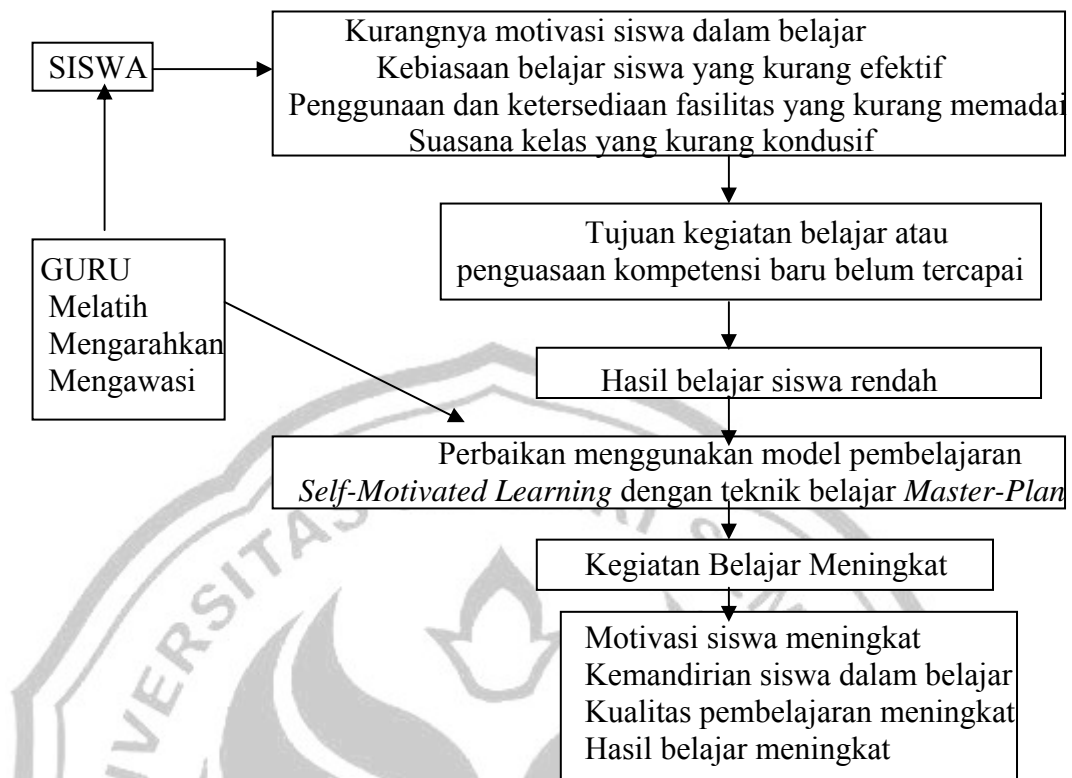 SISWA
Kurangnya motivasi siswa dalam belajar
Kebiasaan belajar siswa yang kurang efektif
Penggunaan dan ketersediaan fasilitas yang kurang memadai
Suasana kelas yang kurang kondusif
Tujuan kegiatan belajar atau
penguasaan kompetensi baru belum tercapai
GURU
Melatih
Mengarahkan
Mengawasi
Hasil belajar siswa rendah
Perbaikan menggunakan model pembelajaran
Self-Motivated Learning dengan teknik belajar Master-Plan
Kegiatan Belajar Meningkat
Motivasi siswa meningkat
Kemandirian siswa dalam belajar
Kualitas pembelajaran meningkat
Hasil belajar meningkat